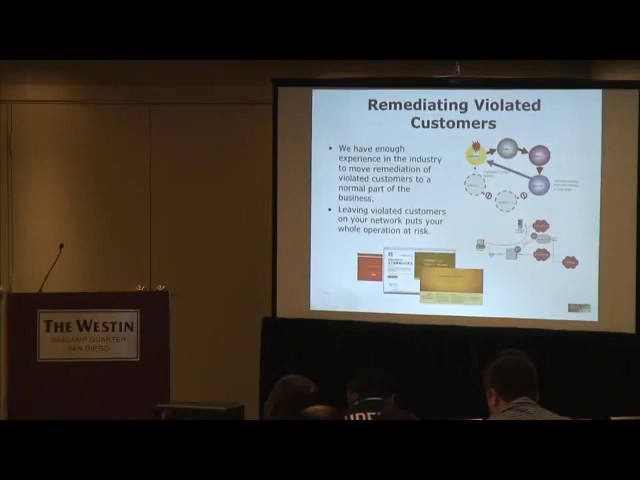 Remediating Violated
Customers
• We have enough
experience in the industry
to move remediation of
violated customers to a
normal part of the
business.
• Leaving violated customers
on your network puts your
whole operation at risk.
THE WESTIN
GASLAMP QUARTER
SAN DIEGO